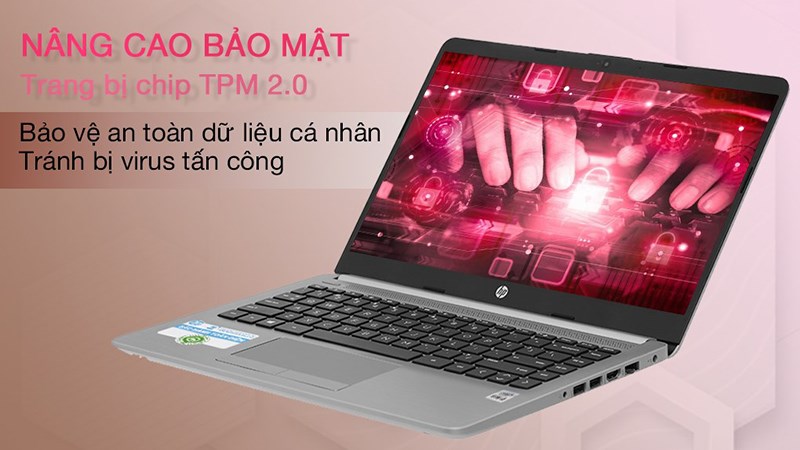 NÂNG CAO BẢO MẬT
Trang bị chip TPM 2.0
Bảo vệ an toàn dữ liệu cá nhân
Tránh bị virus tấn công
hp